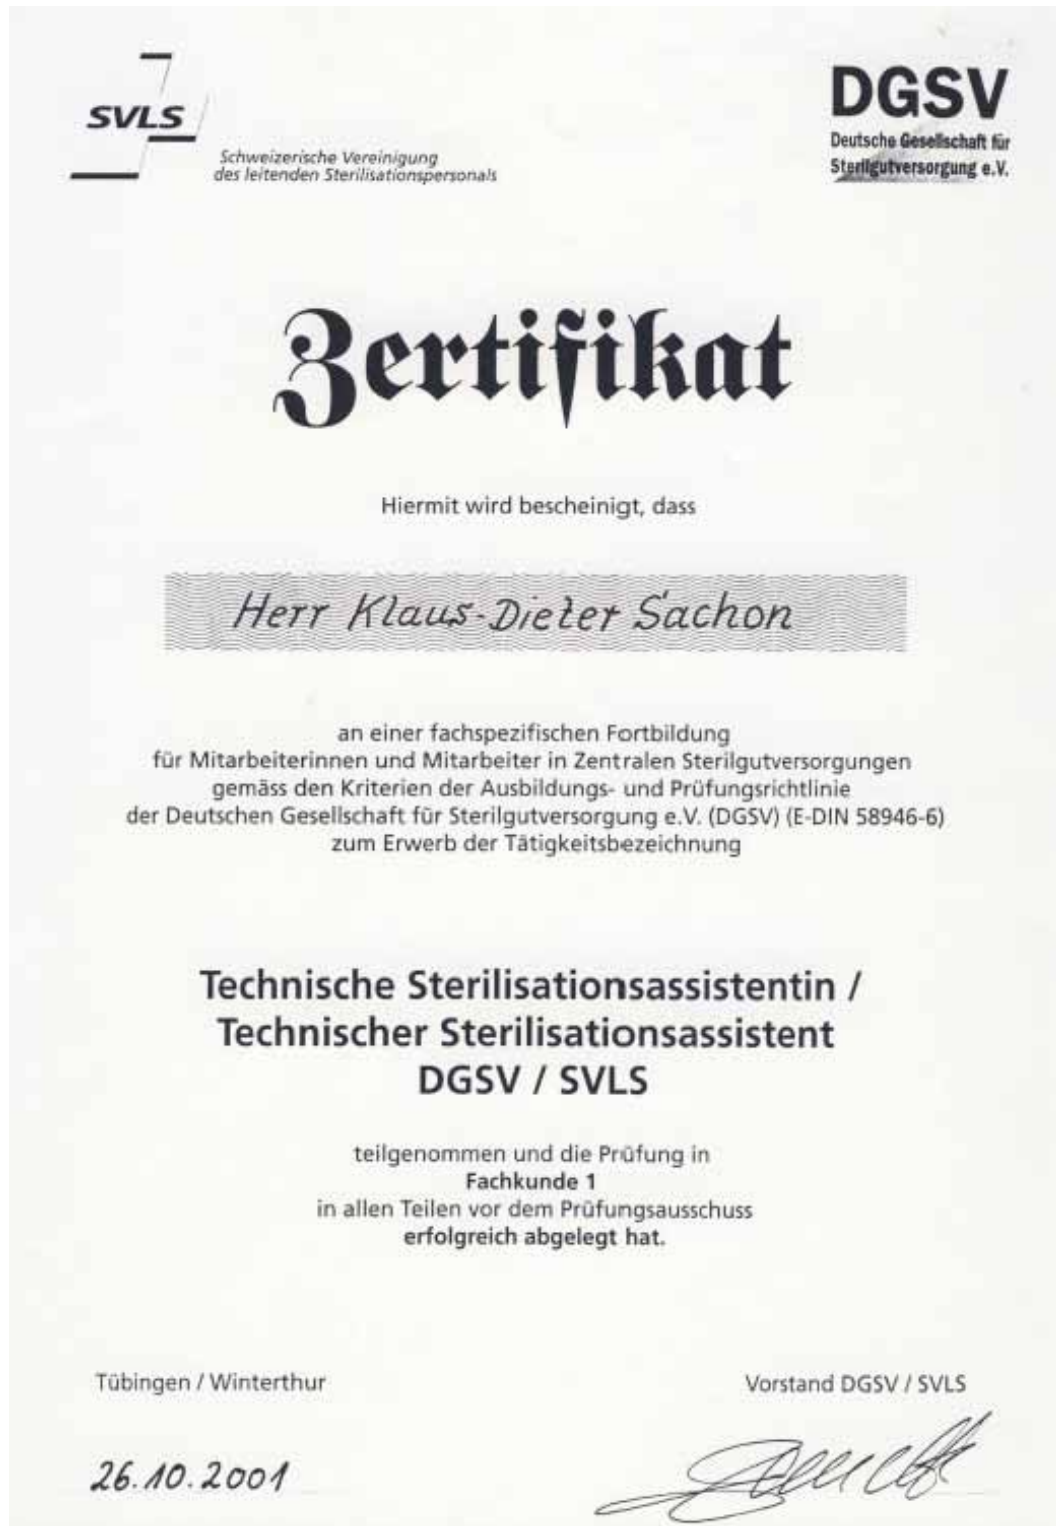 SVLS
Schweizerische Vereinigung
des leitenden Sterilisationspersonals
DGSV
Deutsche Gesellschaft für
Sterilgutversorgung e.V.
Zertifikat
Hiermit wird bescheinigt, dass
Herr Klaus-Dieter Sachon
an einer fachspezifischen Fortbildung
für Mitarbeiterinnen und Mitarbeiter in Zentralen Sterilgutversorgungen
gemäss den Kriterien der Ausbildungs- und Prüfungsrichtlinie
der Deutschen Gesellschaft für Sterilgutversorgung e.V. (DGSV) (E-DIN 58946-6)
zum Erwerb der Tätigkeitsbezeichnung
Technische Sterilisationsassistentin /
Technischer Sterilisationsassistent
DGSV / SVLS
teilgenommen und die Prüfung in
Fachkunde 1
in allen Teilen vor dem Prüfungsausschuss
erfolgreich abgelegt hat.
Tübingen / Winterthur
Vorstand DGSV / SVLS
26.10.2001